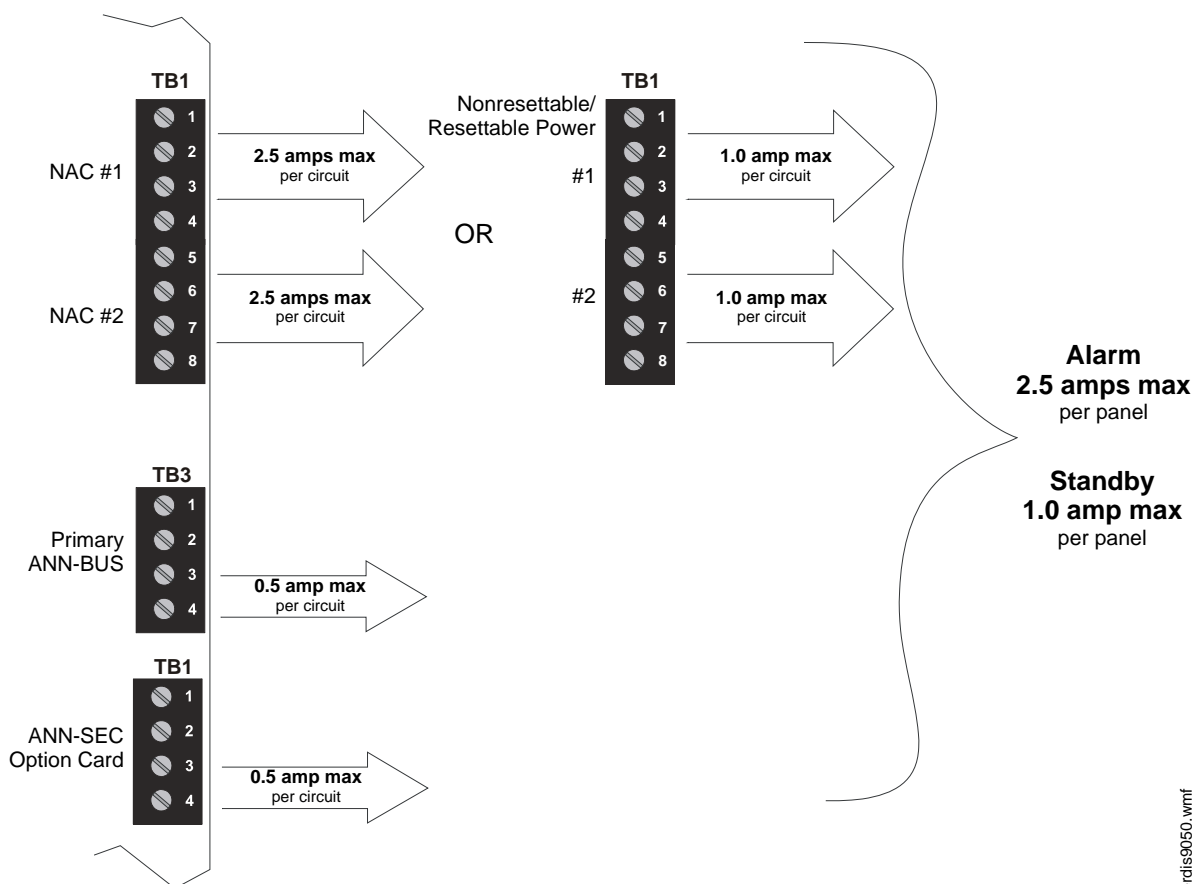 TB1
1
2
3
4
5
6
7
8
NAC #1
NAC #2
2.5 amps max
per circuit
2.5 amps max
per circuit
OR
TB1
1
2
3
4
5
6
7
8
Nonresettable/
Resettable Power
#1
#2
1.0 amp max
per circuit
1.0 amp max
per circuit
TB3
1
2
3
4
Primary
ANN-BUS
0.5 amp max
per circuit
TB1
1
2
3
4
ANN-SEC
Option Card
0.5 amp max
per circuit
Alarm
2.5 amps max
per panel
Standby
1.0 amp max
per panel
rdis9050.wmf